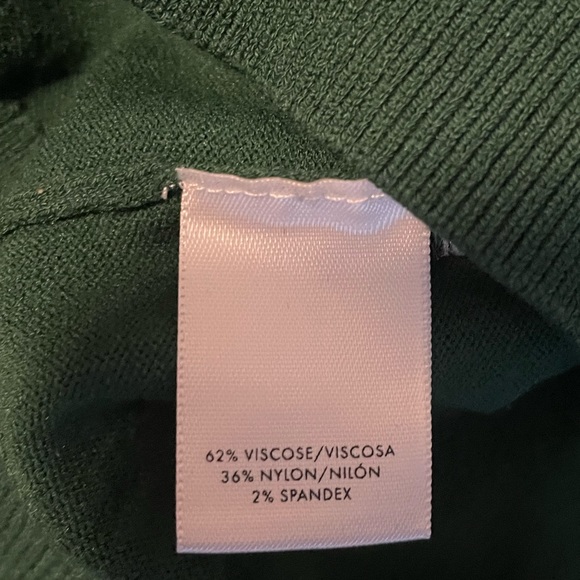 62% VISCOSE/VISCOSA
36% NYLON/NILÓN
2% SPANDEX